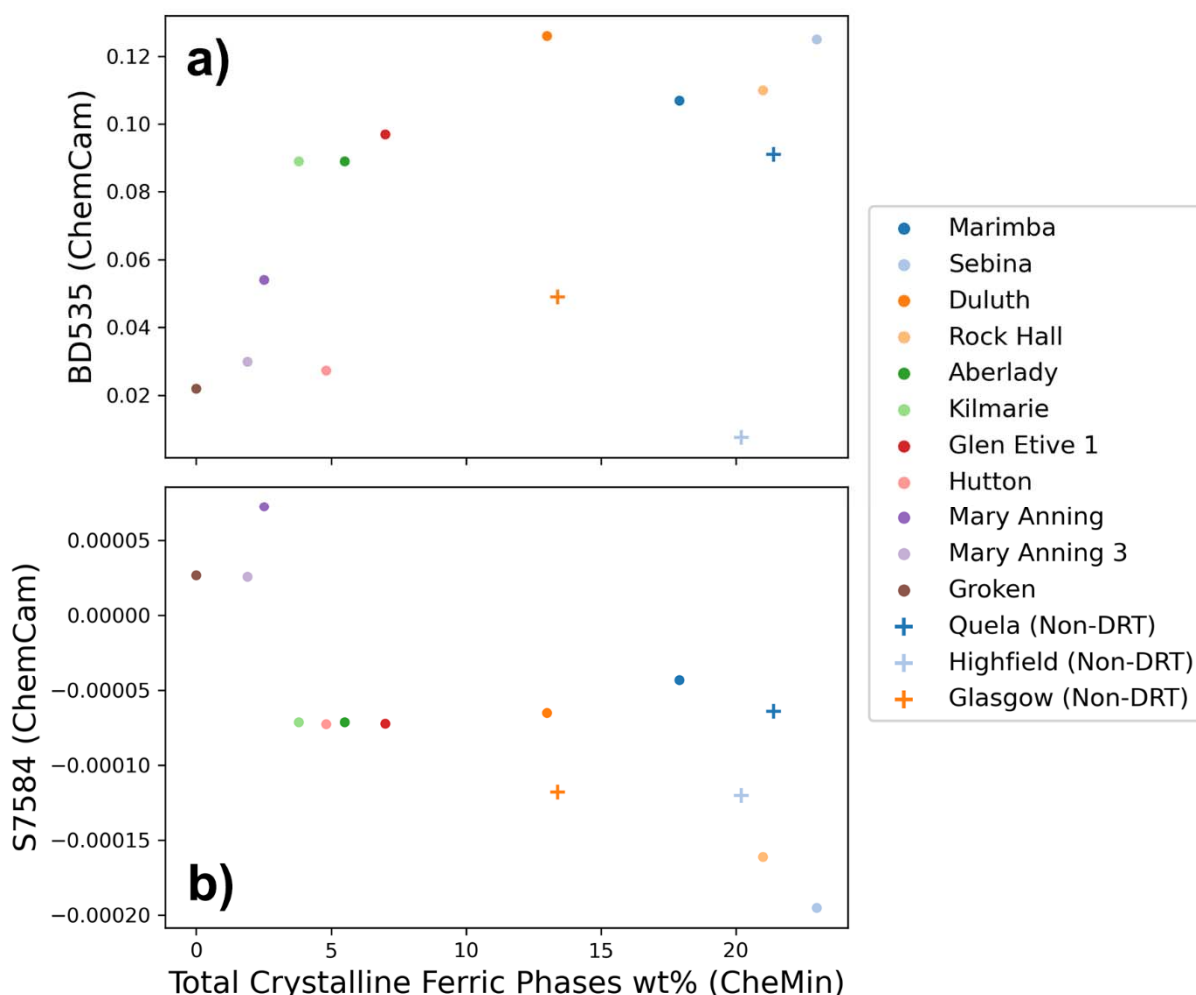 a)
0.12
0.10
0.08
0.06
0.04
0.02
BD535 (ChemCam)
b)
0.00005
0.00000
−0.00005
−0.00010
−0.00015
−0.00020
S7584 (ChemCam)
0 5 10 15 20
Total Crystalline Ferric Phases wt% (CheMin)
Marimba
Sebina
Duluth
Rock Hall
Aberlady
Kilmarie
Glen Etive 1
Hutton
Mary Anning
Mary Anning 3
Groken
Quela (Non-DRT)
Highfield (Non-DRT)
Glasgow (Non-DRT)